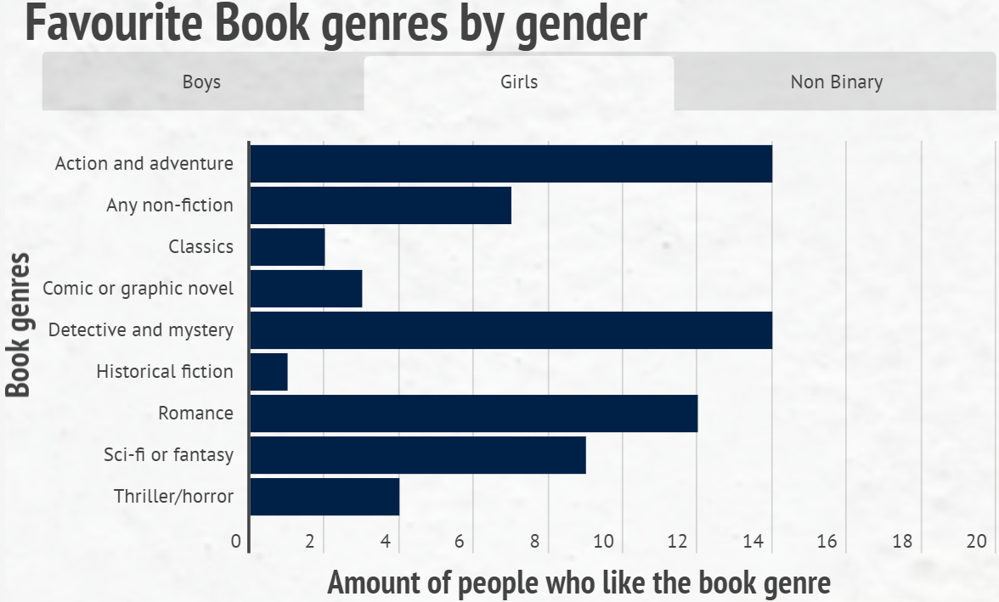 Favourite Book genres by gender
Boys
Girls
Non Binary
Book genres
Action and adventure
Any non-fiction
Classics
Comic or graphic novel
Detective and mystery
Historical fiction
Romance
Sci-fi or fantasy
Thriller/horror
0 2 4 6 8 10 12 14 16 18 20
Amount of people who like the book genre